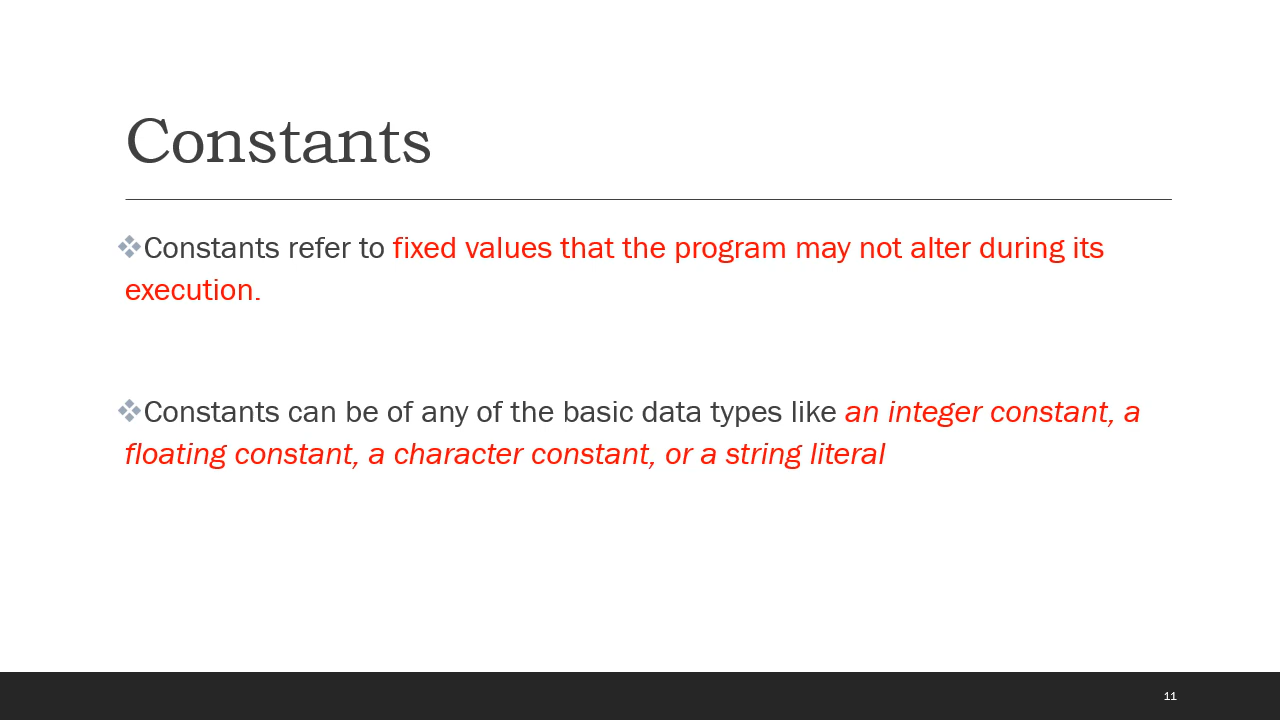 Constants
❖Constants refer to fixed values that the program may not alter during its
execution.
❖Constants can be of any of the basic data types like an integer constant, a
floating constant, a character constant, or a string literal
11